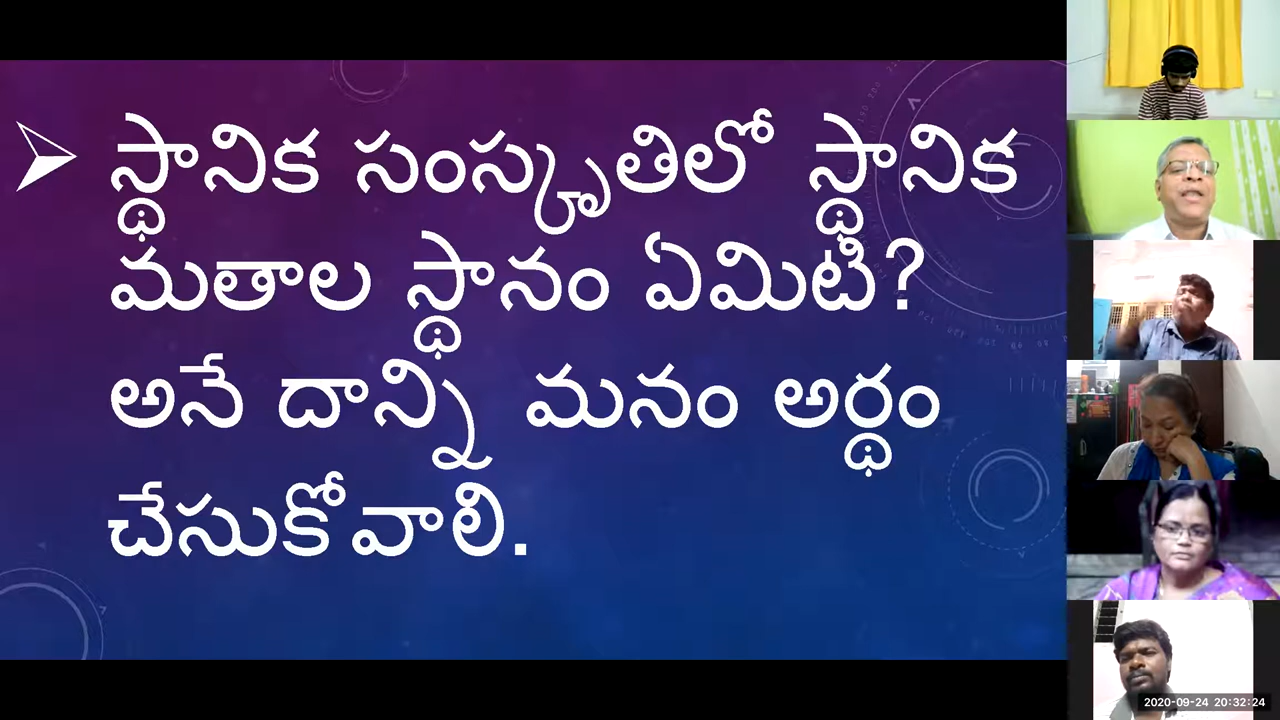 స్థానిక సంస్కృతిలో స్థానిక
మతాల స్థానం ఏమిటి?
అనే దాన్ని మనం అర్థం
చేసుకోవాలి.
2020-09-24 20:32:24